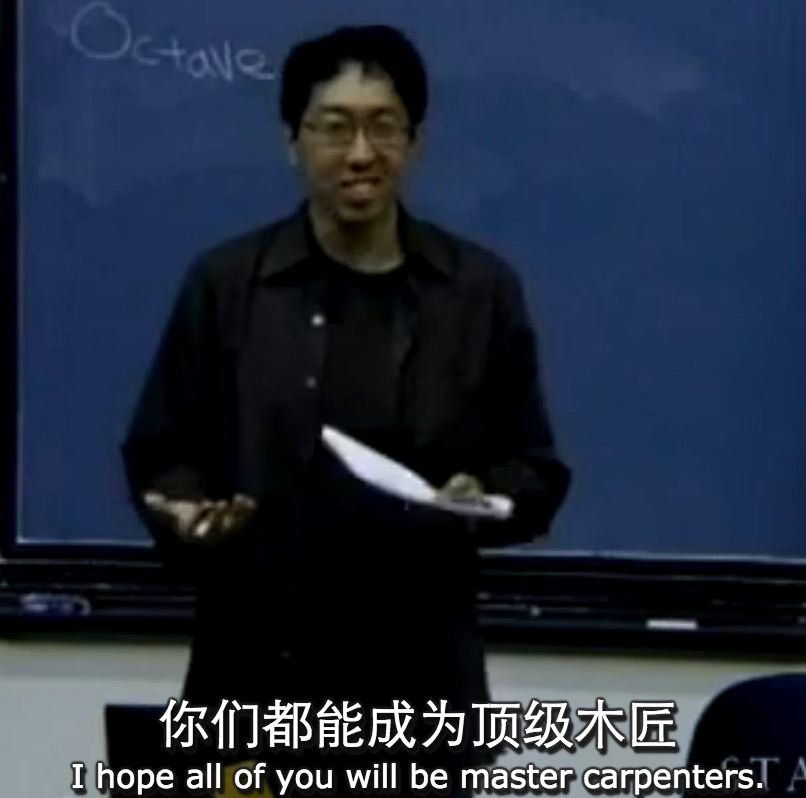 Octave
你们都能成为顶级木匠
I hope all of you will be master carpenters.
STA